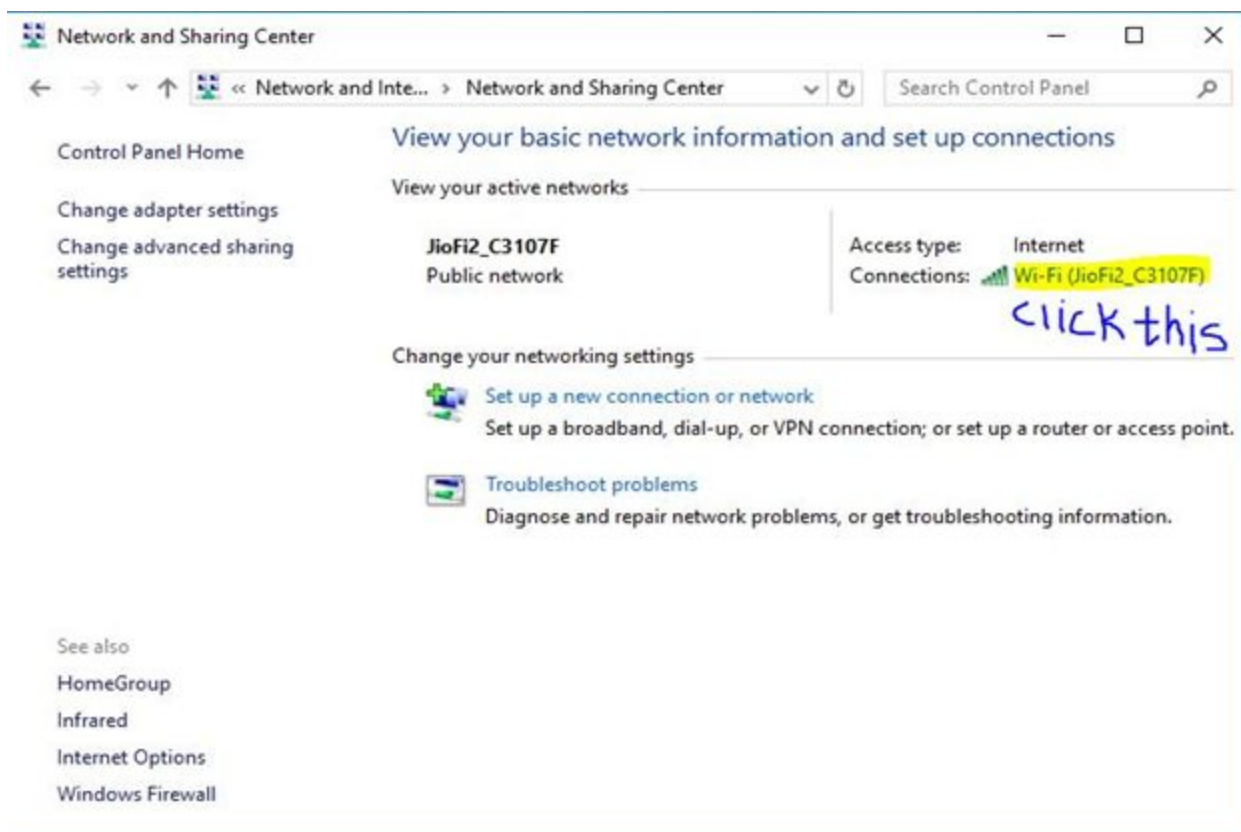 Network and Sharing Center
« Network and Inte... > Network and Sharing Center
Search Control Panel
Control Panel Home
Change adapter settings
Change advanced sharing
settings
View your basic network information and set up connections
View your active networks
JioFi2_C3107F
Public network
Access type: Internet
Connections: Wi-Fi (JioFi2_C3107F)
click this
Change your networking settings
Set up a new connection or network
Set up a broadband, dial-up, or VPN connection; or set up a router or access point.
Troubleshoot problems
Diagnose and repair network problems, or get troubleshooting information.
See also
HomeGroup
Infrared
Internet Options
Windows Firewall